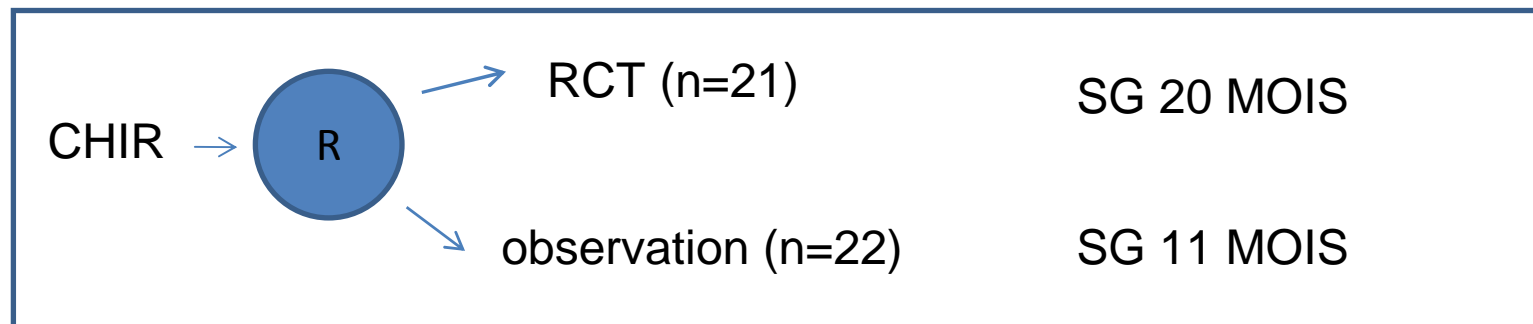 CHIR
R
RCT (n=21)
SG 20 MOIS
observation (n=22)
SG 11 MOIS